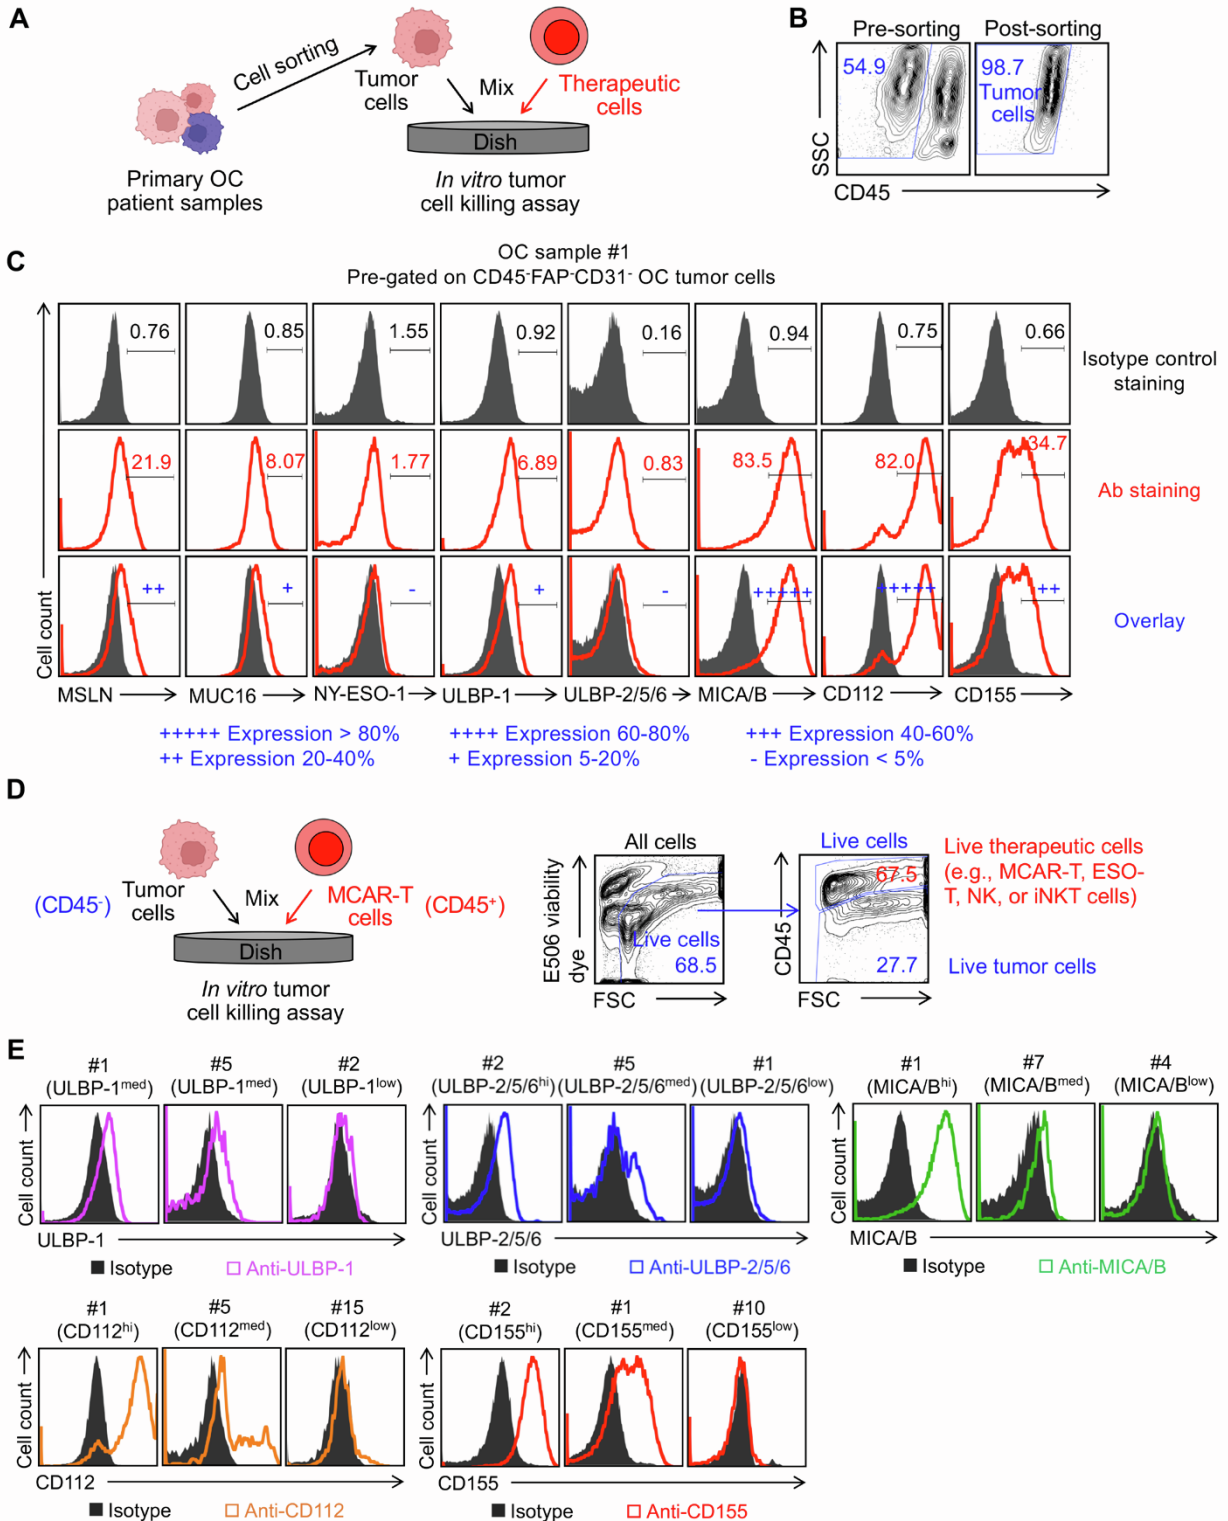 A
Cell sorting
Tumor
cells
Mix
Therapeutic
cells
Dish
Primary OC
patient samples
In vitro tumor
cell killing assay
B
Pre-sorting
Post-sorting
54.9
98.7
Tumor
cells
SSC
CD45
C
OC sample #1
Pre-gated on CD45-FAP-CD31- OC tumor cells
0.76 0.85 1.55 0.92 0.16 0.94 0.75 0.66
Isotype control
staining
21.9 8.07 1.77 6.89 0.83 83.5 82.0 34.7
Ab staining
++ + - + - +++++ +++++ ++
Overlay
Cell count
MSLN MUC16 NY-ESO-1 ULBP-1 ULBP-2/5/6 MICA/B CD112 CD155
+++++ Expression > 80% ++++ Expression 60-80% +++ Expression 40-60%
++ Expression 20-40% + Expression 5-20% - Expression < 5%
D
(CD45-)
Tumor
cells
Mix
MCAR-T
cells
(CD45+)
Dish
In vitro tumor
cell killing assay
All cells
E506 viability
dye
Live cells
68.5
FSC
Live cells
CD45
67.5
27.7
FSC
Live therapeutic cells
(e.g., MCAR-T, ESO-
T, NK, or iNKT cells)
Live tumor cells
E
#1 #5 #2
(ULBP-1med) (ULBP-1med) (ULBP-1low)
Cell count
ULBP-1
Isotype Anti-ULBP-1
#2 #5 #1
(ULBP-2/5/6hi) (ULBP-2/5/6med) (ULBP-2/5/6low)
Cell count
ULBP-2/5/6
Isotype Anti-ULBP-2/5/6
#1 #7 #4
(MICA/Bhi) (MICA/Bmed) (MICA/Blow)
Cell count
MICA/B
Isotype Anti-MICA/B
#1 #5 #15
(CD112hi) (CD112med) (CD112low)
Cell count
CD112
Isotype Anti-CD112
#2 #1 #10
(CD155hi) (CD155med) (CD155low)
Cell count
CD155
Isotype Anti-CD155